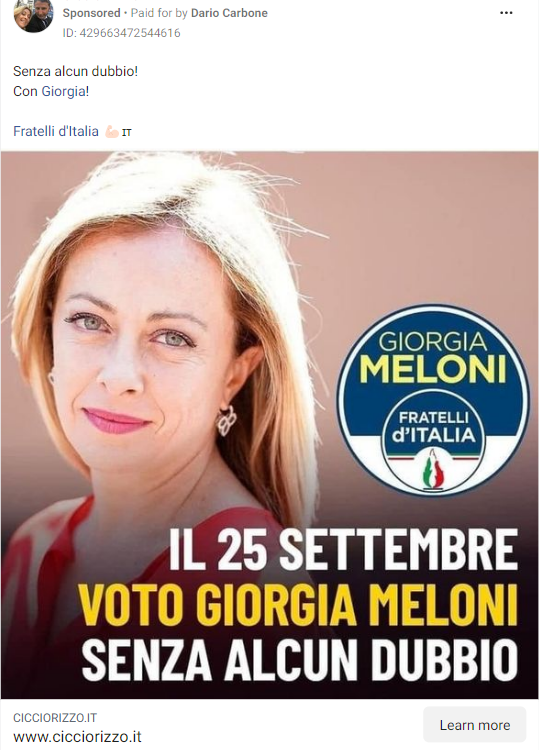 Sponsored • Paid for by Dario Carbone
ID: 429663472544616
Senza alcun dubbio!
Con Giorgia!
Fratelli d'Italia 💪🏻 IT
GIORGIA
MELONI
FRATELLI
d'ITALIA
IL 25 SETTEMBRE
VOTO GIORGIA MELONI
SENZA ALCUN DUBBIO
CICCIORIZZO.IT
www.cicciorizzo.it
Learn more